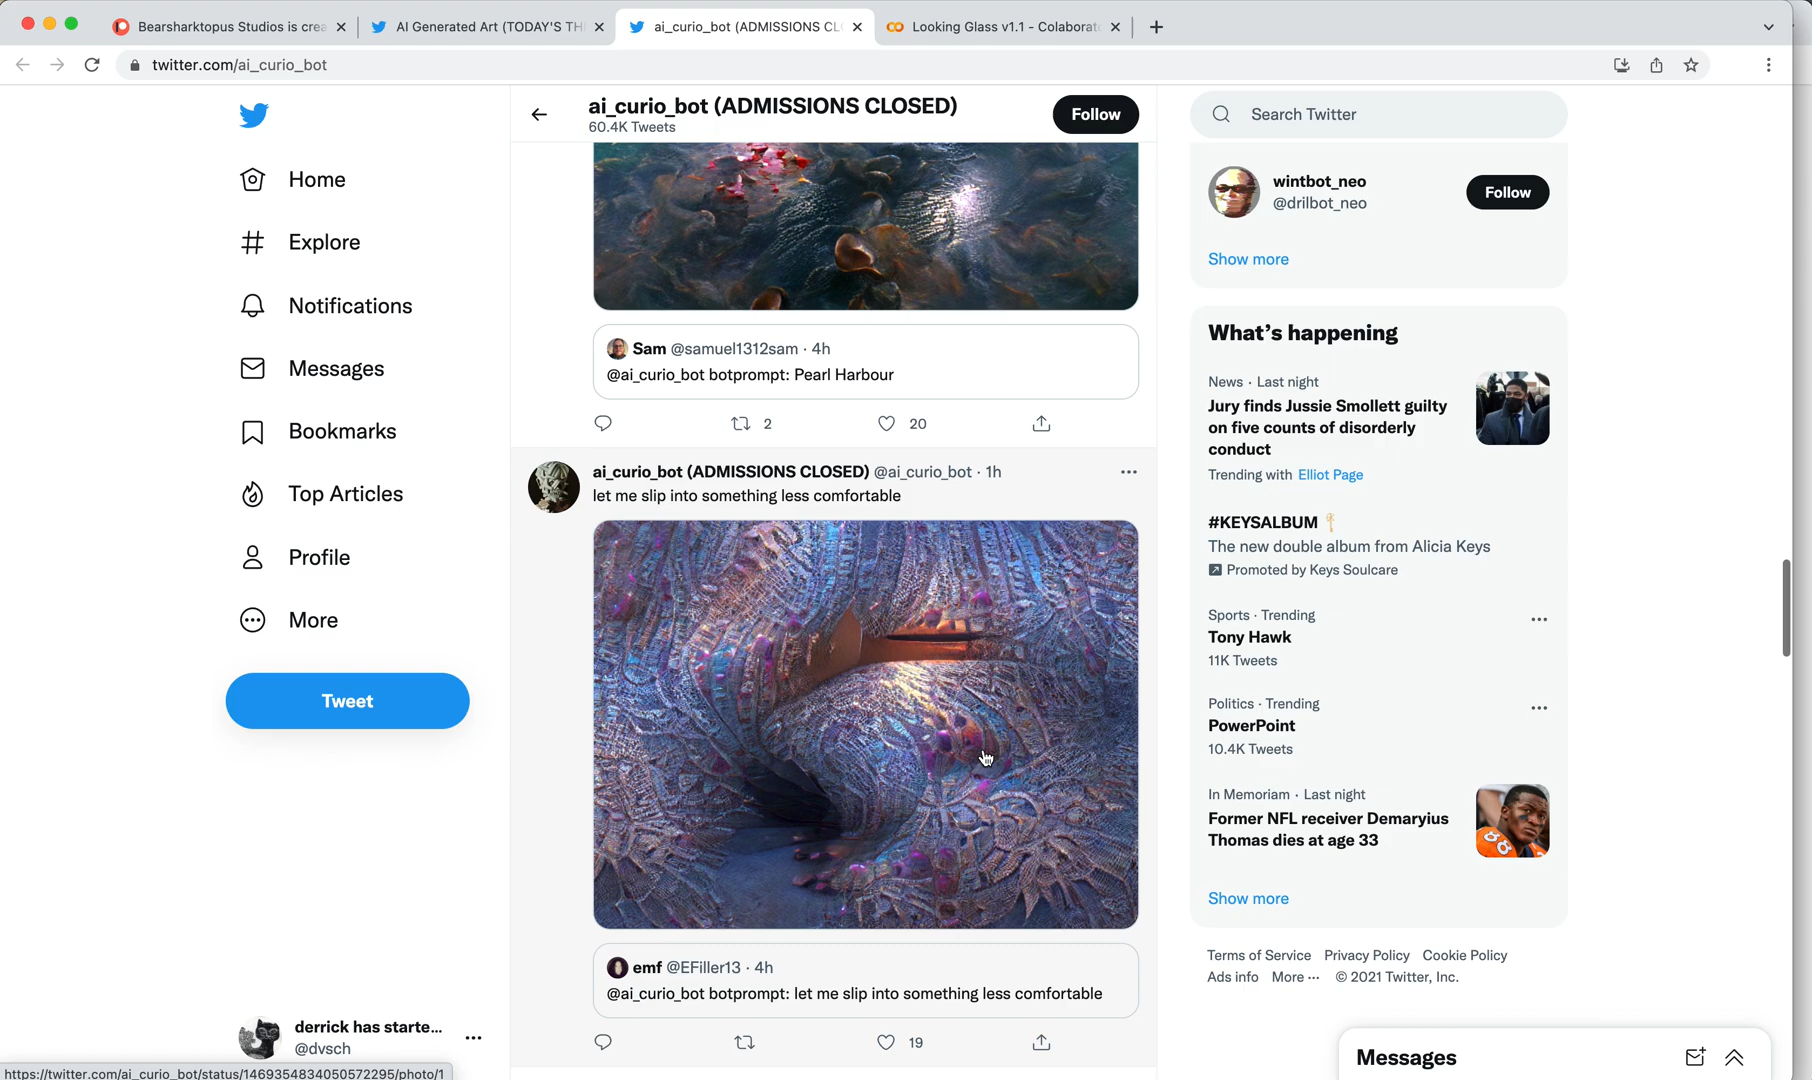 Bearsharktopus Studios is crea
AI Generated Art (TODAY'S TH
ai_curio_bot (ADMISSIONS CL
Looking Glass v1.1 - Colaborato
twitter.com/ai_curio_bot
Home
Explore
Notifications
Messages
Bookmarks
Top Articles
Profile
More
Tweet
derrick has starte...
@dvsch
https://twitter.com/ai_curio_bot/status/1469354834050572295/photo/1
ai_curio_bot (ADMISSIONS CLOSED)
60.4K Tweets
Follow
Sam @samuel1312sam · 4h
@ai_curio_bot botprompt: Pearl Harbour
2
20
ai_curio_bot (ADMISSIONS CLOSED) @ai_curio_bot · 1h
let me slip into something less comfortable
emf @EFiller13 · 4h
@ai_curio_bot botprompt: let me slip into something less comfortable
19
Search Twitter
wintbot_neo
@drilbot_neo
Follow
Show more
What's happening
News · Last night
Jury finds Jussie Smollett guilty
on five counts of disorderly
conduct
Trending with Elliot Page
#KEYSALBUM
The new double album from Alicia Keys
Promoted by Keys Soulcare
Sports · Trending
Tony Hawk
11K Tweets
Politics · Trending
PowerPoint
10.4K Tweets
In Memoriam · Last night
Former NFL receiver Demaryius
Thomas dies at age 33
Show more
Terms of Service Privacy Policy Cookie Policy
Ads info More ··· © 2021 Twitter, Inc.
Messages